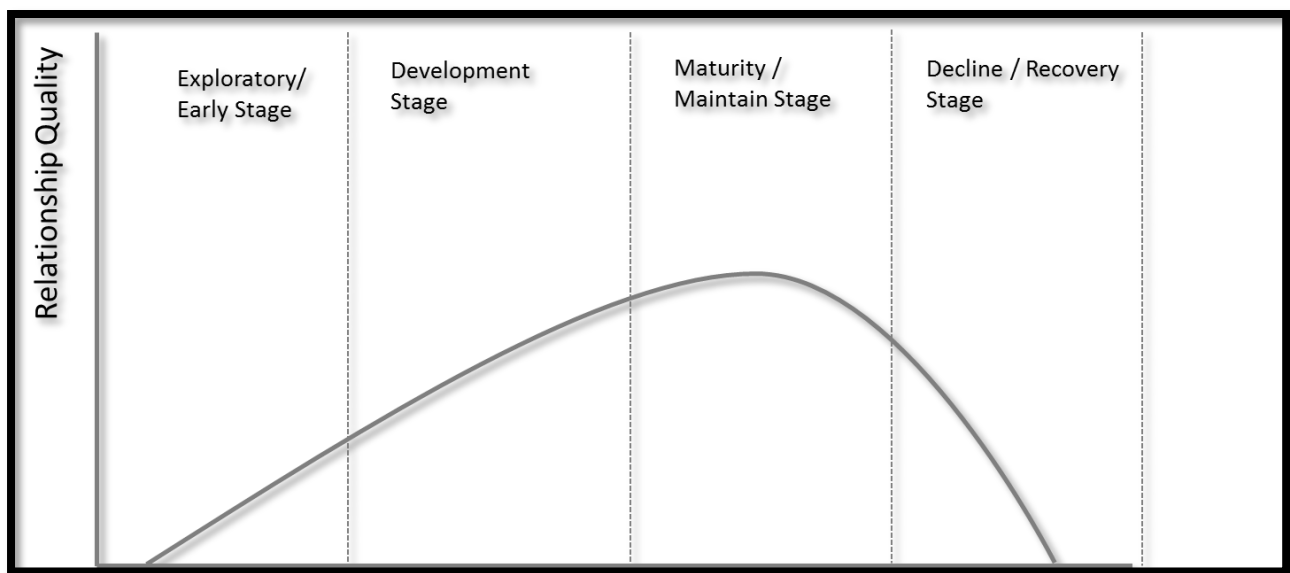 Relationship Quality
Exploratory/
Early Stage
Development
Stage
Maturity /
Maintain Stage
Decline / Recovery
Stage